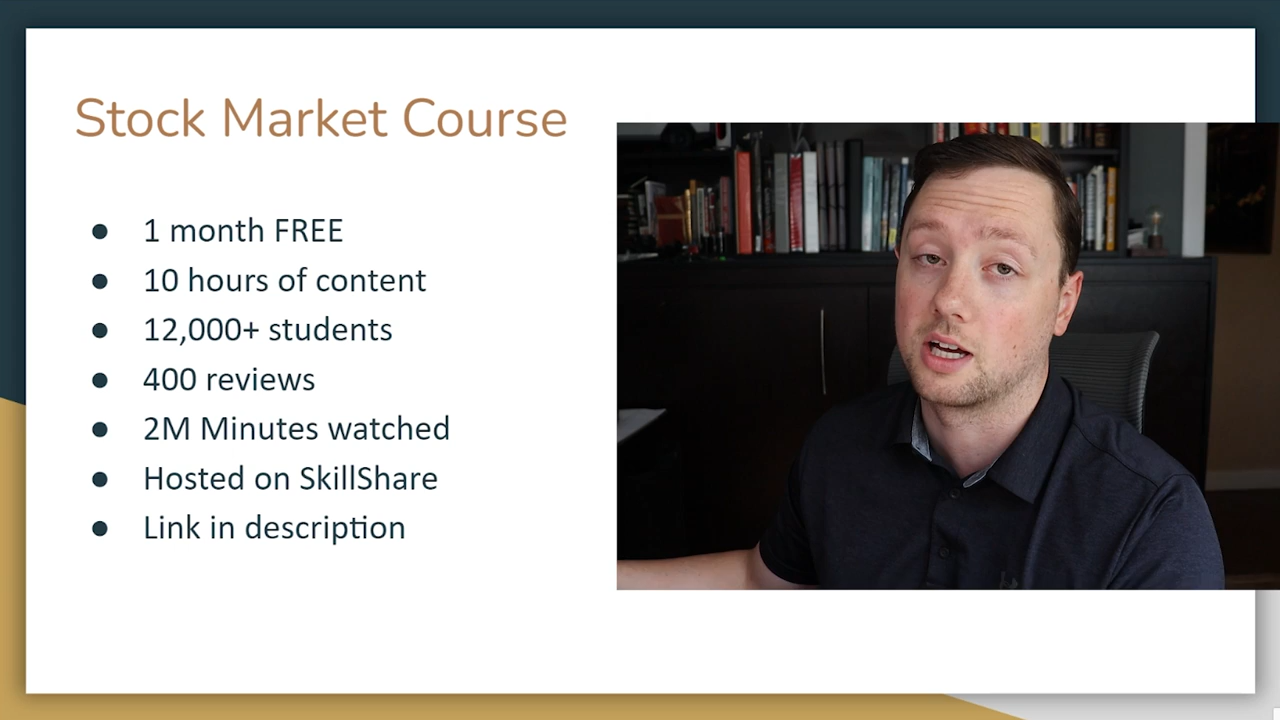 Stock Market Course
● 1 month FREE
● 10 hours of content
● 12,000+ students
● 400 reviews
● 2M Minutes watched
● Hosted on SkillShare
● Link in description